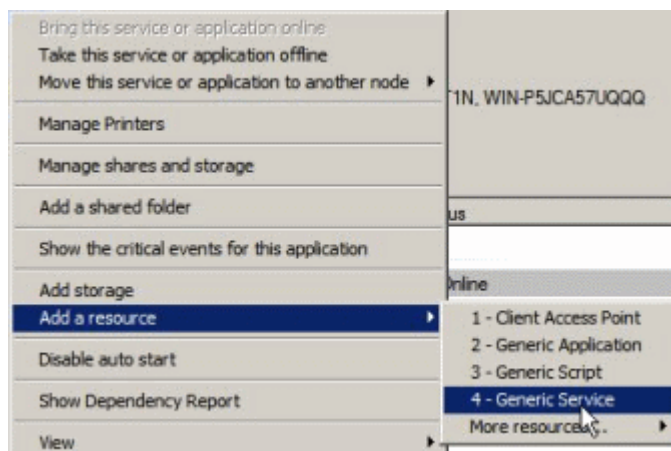 Bring this service or application online
Take this service or application offline
Move this service or application to another node
T1N, WIN-P5JCA57UQQQ
Manage Printers
Manage shares and storage
Add a shared folder
us
Show the critical events for this application
Online
Add storage
Add a resource
1 - Client Access Point
2 - Generic Application
Disable auto start
3 - Generic Script
4 - Generic Service
Show Dependency Report
More resources...
View